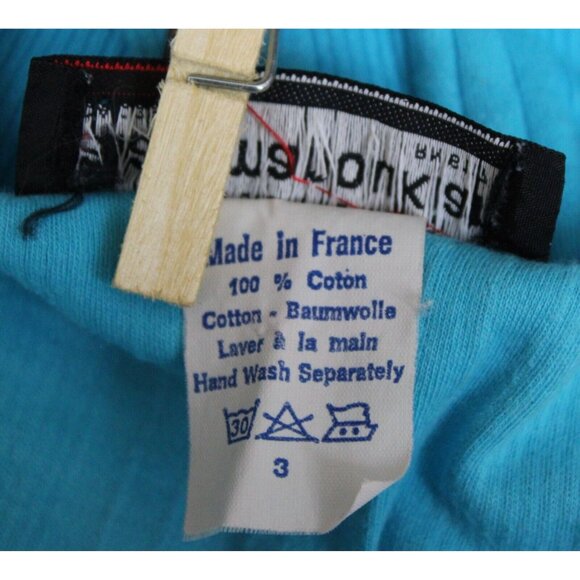 Made in France
100 % Coton
Cotton - Baumwolle
Laver à la main
Hand Wash Separately
30
3